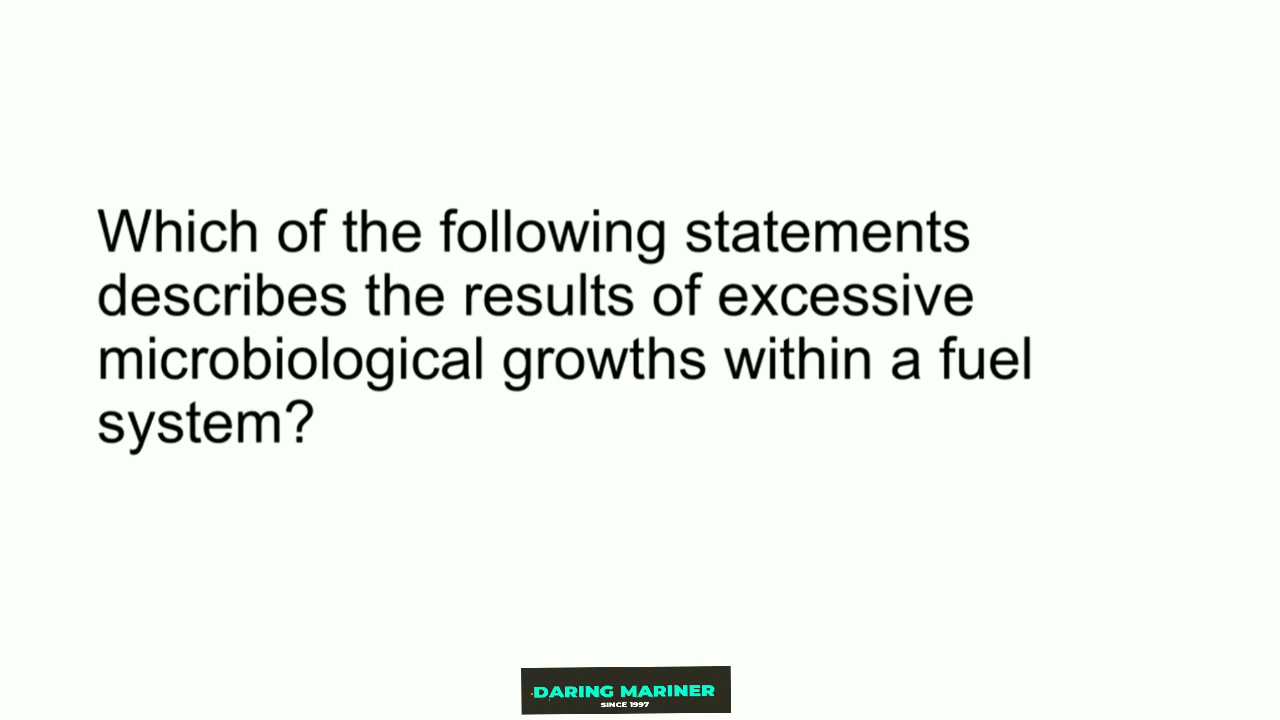 Which of the following statements
describes the results of excessive
microbiological growths within a fuel
system?
DARING MARINER
SINCE 1997